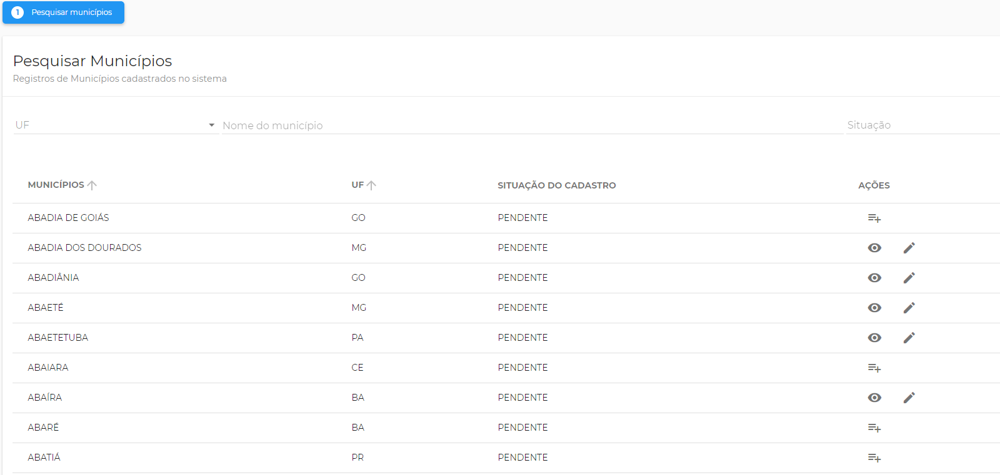 1 Pesquisar municípios
Pesquisar Municípios
Registros de Municípios cadastrados no sistema
UF Nome do município Situação
MUNICÍPIOS UF SITUAÇÃO DO CADASTRO AÇÕES
ABADIA DE GOIÁS GO PENDENTE
ABADIA DOS DOURADOS MG PENDENTE
ABADIÂNIA GO PENDENTE
ABAETÉ MG PENDENTE
ABAETETUBA PA PENDENTE
ABAIARA CE PENDENTE
ABAÍRA BA PENDENTE
ABARÉ BA PENDENTE
ABATIÁ PR PENDENTE